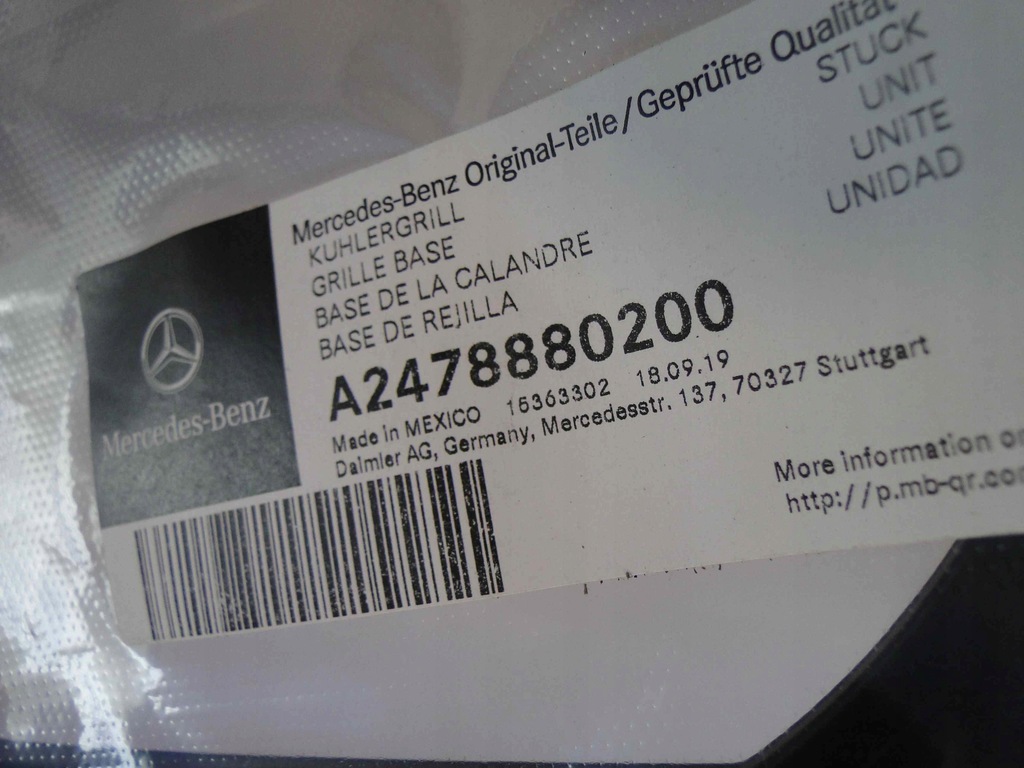 Mercedes-Benz Original-Teile/Geprüfte Qualität
KUHLERGRILL
GRILLE BASE
BASE DE LA CALANDRE
BASE DE REJILLA
STUCK
UNIT
UNITE
UNIDAD
A2478880200
Made in MEXICO 15363302 18.09.19
Daimler AG, Germany, Mercedesstr. 137, 70327 Stuttgart
Mercedes-Benz
More information
http://p.mb-qr.co